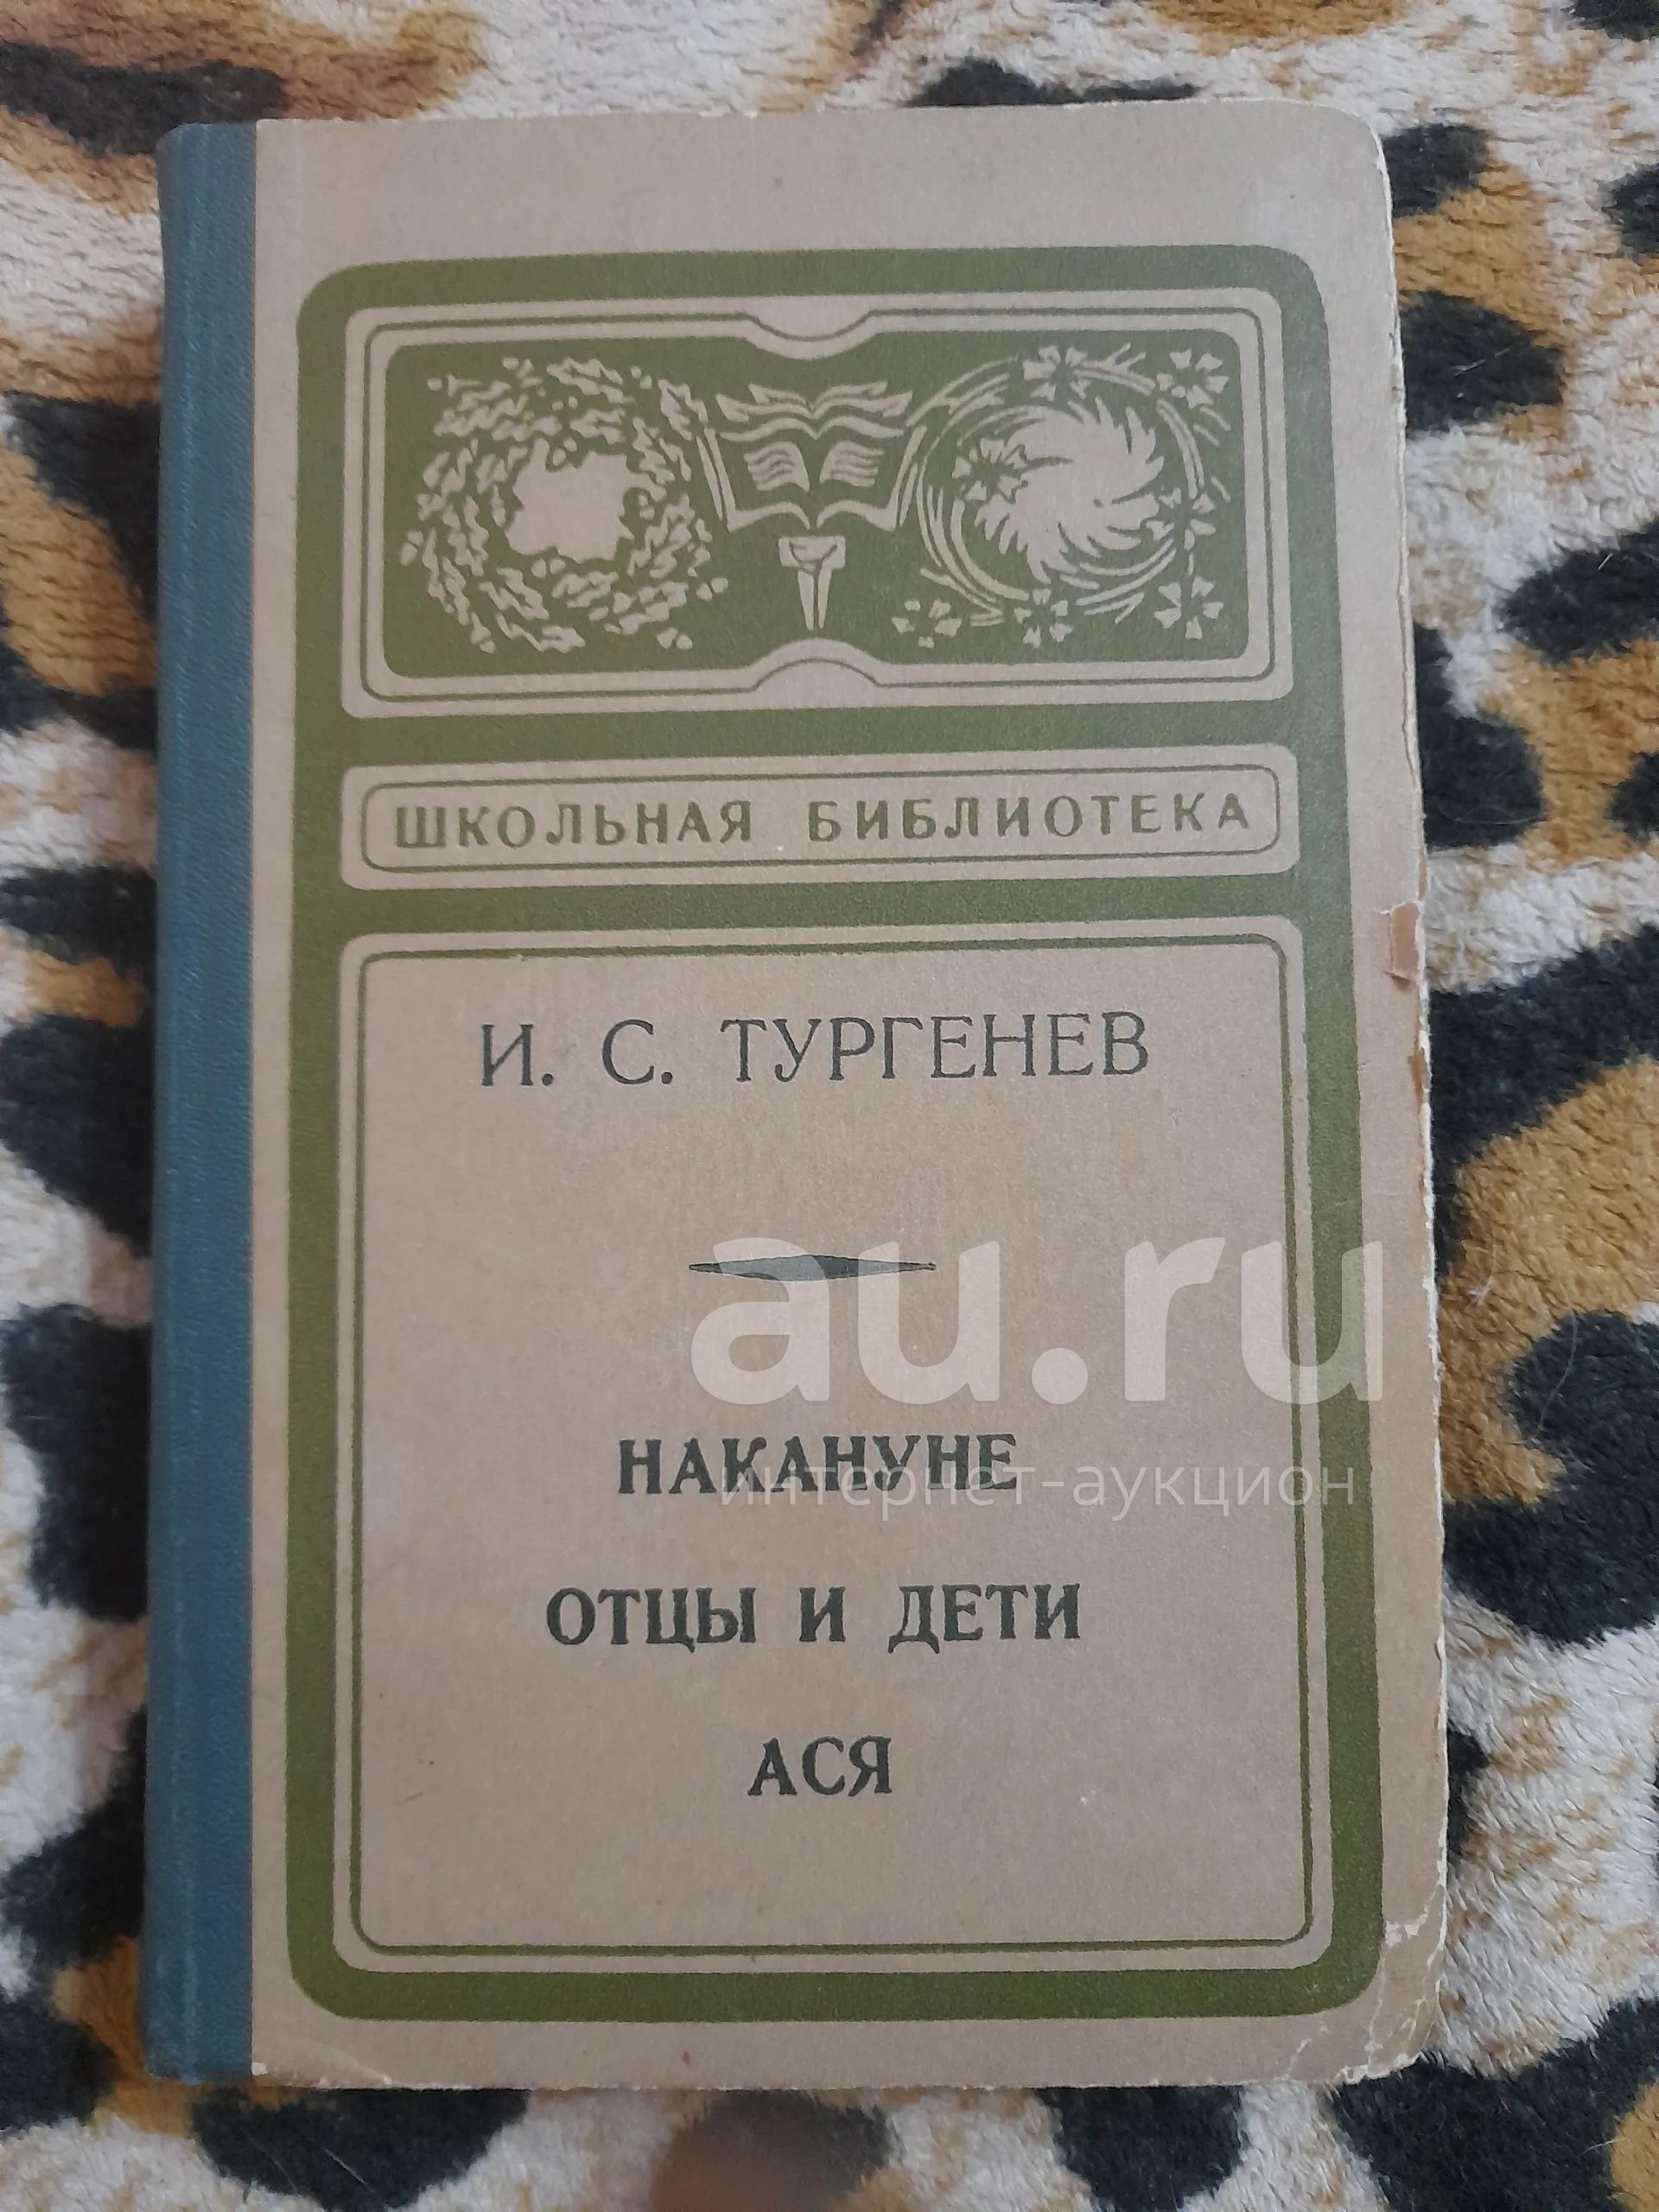 ШКОЛЬНАЯ БИБЛИОТЕКА
И. С. ТУРГЕНЕВ
au.ru
НАКАНУНЕ
интернет-аукцион
ОТЦЫ И ДЕТИ
АСЯ